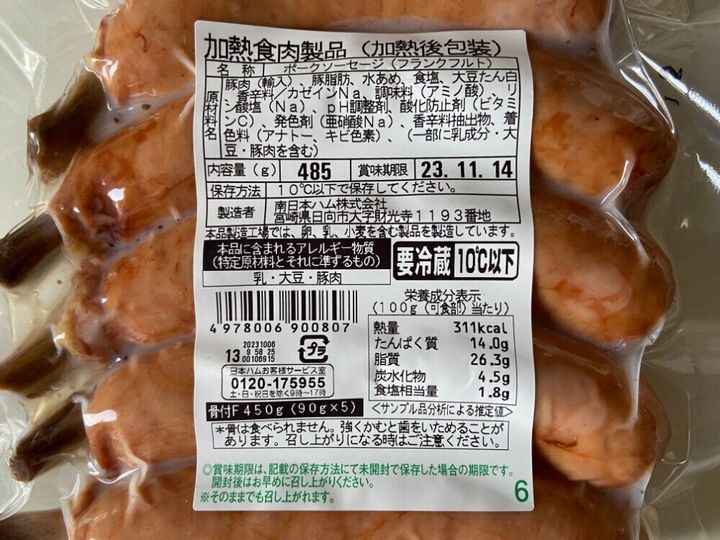 加熱食肉製品(加熱後包装)
名称 ポークソーセージ(フランクフルト)
原材料名 豚肉(輸入)、豚脂肪、水あめ、食塩、大豆たん白、香辛料/カゼインNa、調味料(アミノ酸)、リン酸塩(Na)、pH調整剤、酸化防止剤(ビタミンC)、発色剤(亜硝酸Na)、香辛料抽出物、着色料(アナトー、キビ色素)、(一部に乳成分・大豆・豚肉を含む)
内容量(g) 485 賞味期限 23.11.14
保存方法 10℃以下で保存してください。
製造者 南日本ハム株式会社
宮崎県日向市大字財光寺1193番地
本品製造工場では、卵、乳、小麦を含む製品を製造しています。
本品に含まれるアレルギー物質
(特定原材料とそれに準ずるもの)
乳・大豆・豚肉
要冷蔵 10℃以下
4978006900807
20231006
13 9 58 25
00106915
プラ
日本ハムお客様サービス室
0120-175955
土・日・祝日を除く9時~17時
骨付F450g(90g×5)
栄養成分表示
(100g(可食部)当たり)
熱量 311kcal
たんぱく質 14.0g
脂質 26.3g
炭水化物 4.5g
食塩相当量 1.8g
<サンプル品分析による推定値>
*骨は食べられません。強くかむと歯をいためることが
あります。召し上がりになる時はご注意ください。
◎賞味期限は、記載の保存方法にて未開封で保存した場合の期限です。
開封後はお早めに召し上がりください。
※そのままでも召し上がれます。
6